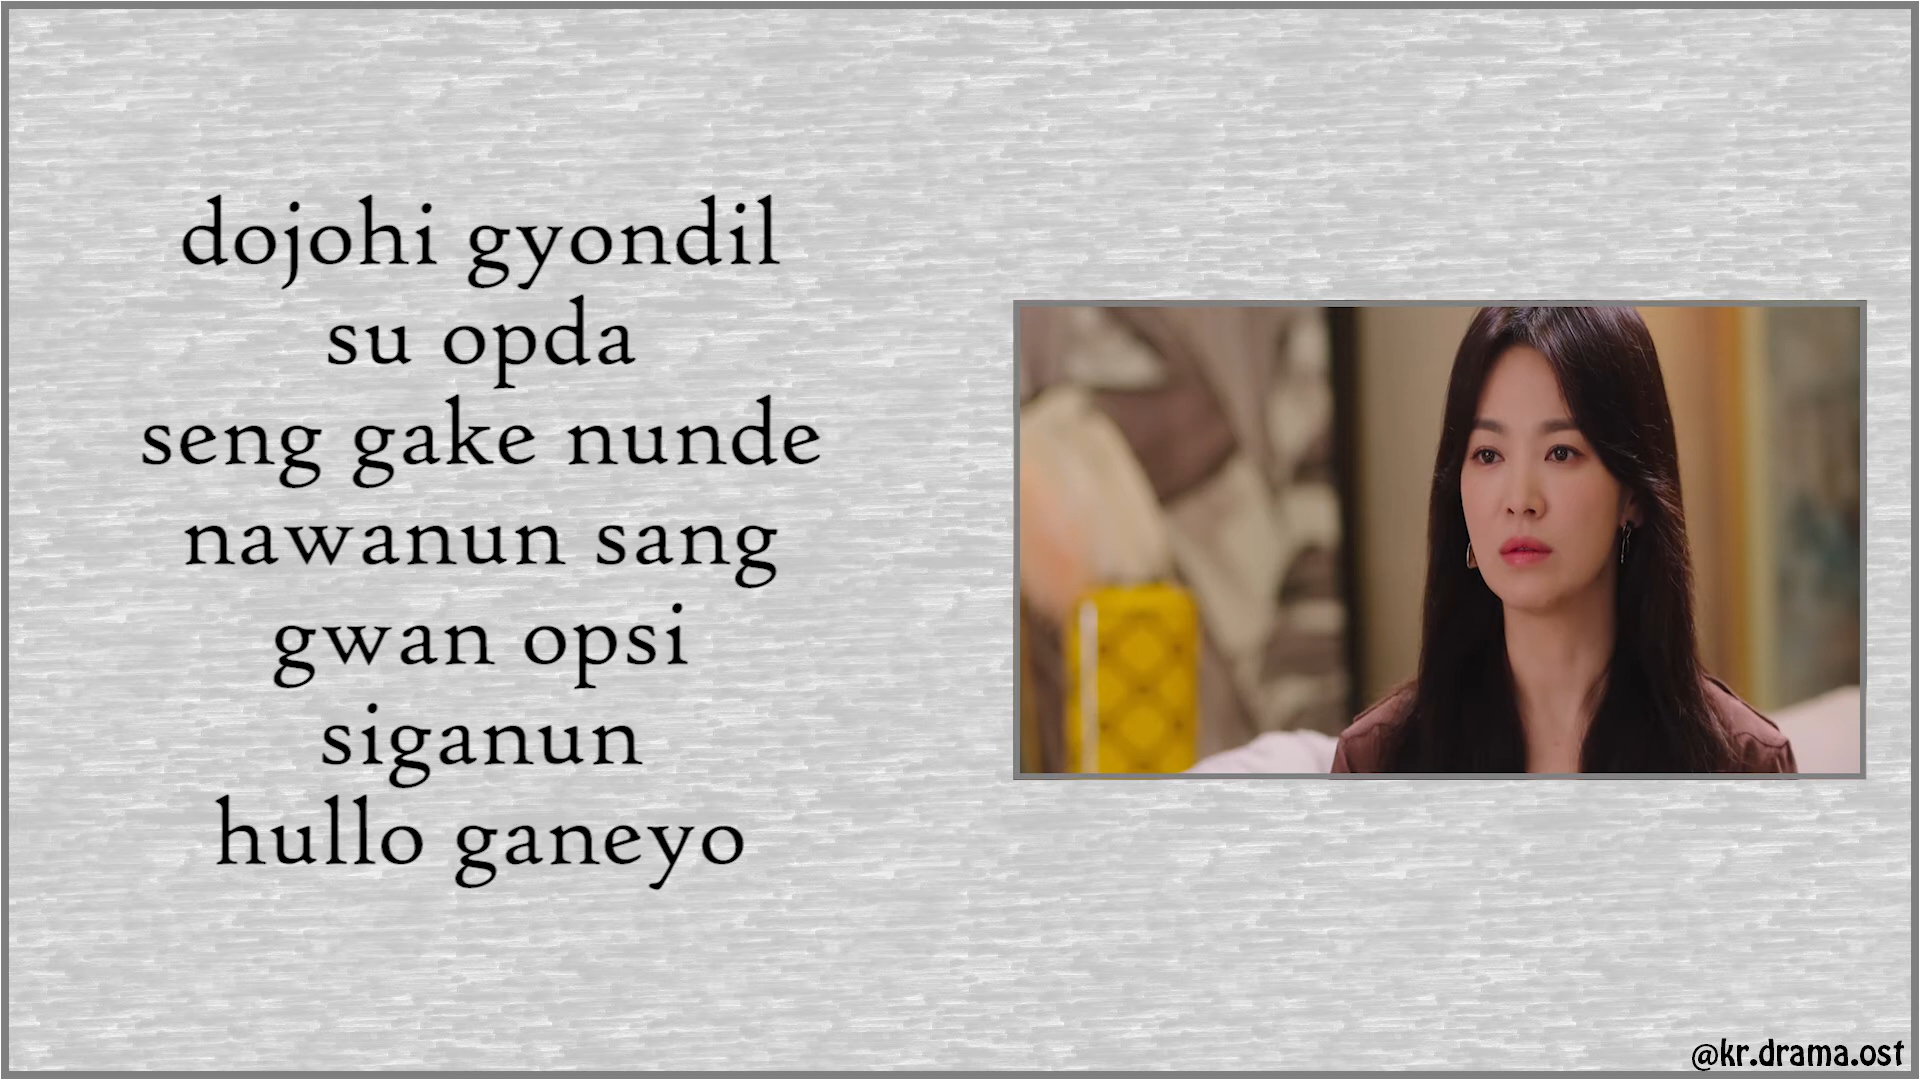 dojohi gyondil
su opda
seng gake nunde
nawanun sang
gwan opsi
siganun
hullo ganeyo
@kr.drama.ost